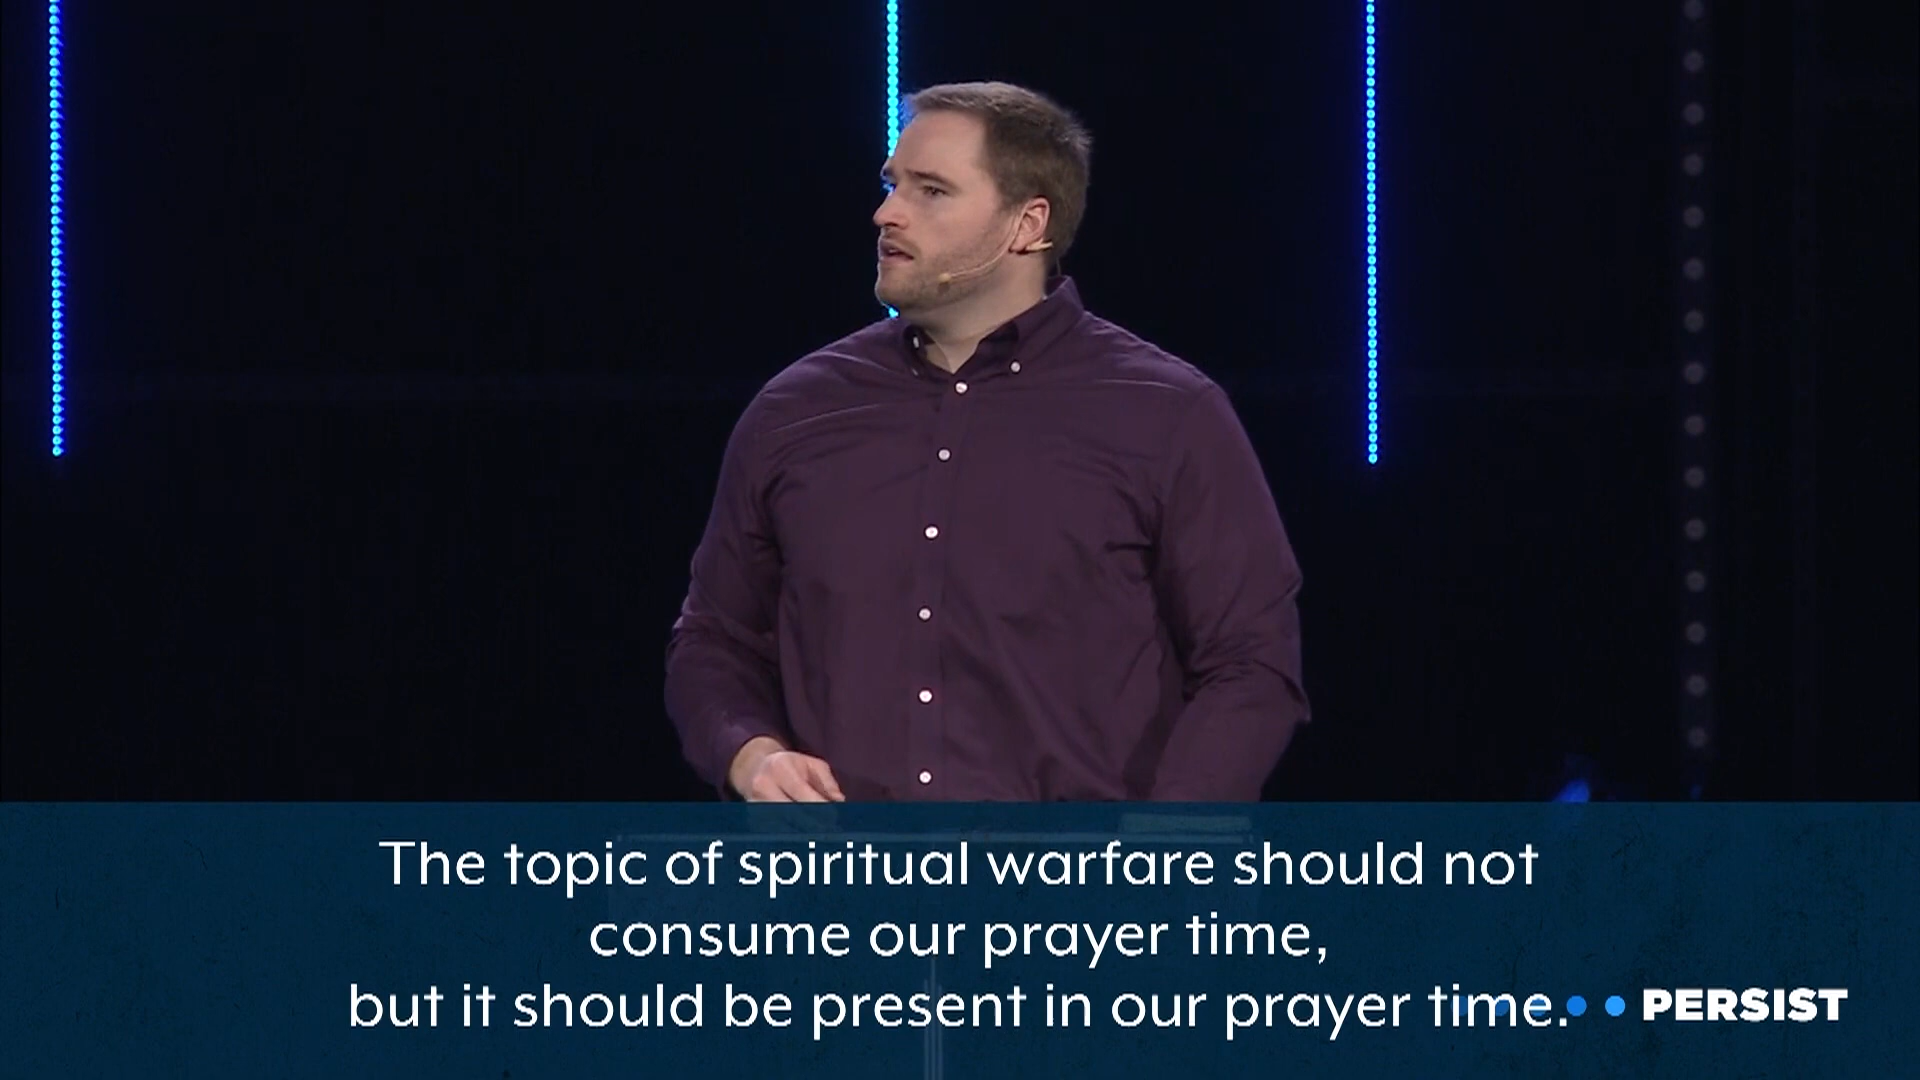 The topic of spiritual warfare should not
consume our prayer time,
but it should be present in our prayer time.
PERSIST